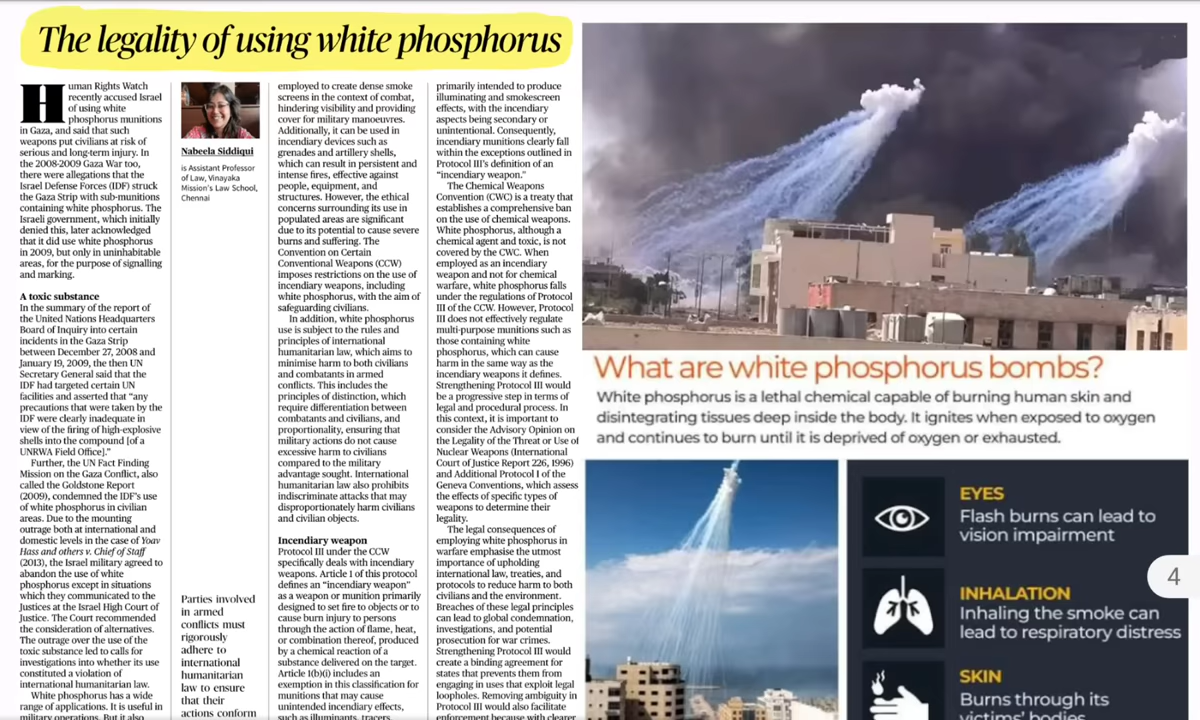 The legality of using white phosphorus
Human Rights Watch
recently accused Israel
of using white
phosphorus munitions
in Gaza, and said that such
weapons put civilians at risk of
serious and long-term injury. In
the 2008-2009 Gaza War too,
there were allegations that the
Israel Defense Forces (IDF) struck
the Gaza Strip with sub-munitions
containing white phosphorus. The
Israeli government, which initially
denied this, later acknowledged
that it did use white phosphorus
in 2009, but only in uninhabitable
areas, for the purpose of signalling
and marking.
A toxic substance
In the summary of the report of
the United Nations Headquarters
Board of Inquiry into certain
incidents in the Gaza Strip
between December 27, 2008 and
January 19, 2009, the then UN
Secretary General said that the
IDF had targeted certain UN
facilities and asserted that “any
precautions that were taken by the
IDF were clearly inadequate in
view of the firing of high-explosive
shells into the compound [of a
UNRWA Field Office].”
Further, the UN Fact Finding
Mission on the Gaza Conflict, also
called the Goldstone Report
(2009), condemned the IDF’s use
of white phosphorus in civilian
areas. Due to the mounting
outrage both at international and
domestic levels in the case of Yoav
Hass and others v. Chief of Staff
(2013), the Israel military agreed to
abandon the use of white
phosphorus except in situations
which they communicated to the
Justices at the Israel High Court of
Justice. The Court recommended
the consideration of alternatives.
The outrage over the use of the
toxic substance led to calls for
investigations into whether its use
constituted a violation of
international humanitarian law.
White phosphorus has a wide
range of applications. It is useful in
military operations. But it also
Nabeela Siddiqui
is Assistant Professor
of Law, Vinayaka
Mission’s Law School,
Chennai
Parties involved
in armed
conflicts must
rigorously
adhere to
international
humanitarian
law to ensure
that their
actions conform
employed to create dense smoke
screens in the context of combat,
hindering visibility and providing
cover for military manoeuvres.
Additionally, it can be used in
incendiary devices such as
grenades and artillery shells,
which can result in persistent and
intense fires, effective against
people, equipment, and
structures. However, the ethical
concerns surrounding its use in
populated areas are significant
due to its potential to cause severe
burns and suffering. The
Convention on Certain
Conventional Weapons (CCW)
imposes restrictions on the use of
incendiary weapons, including
white phosphorus, with the aim of
safeguarding civilians.
In addition, white phosphorus
use is subject to the rules and
principles of international
humanitarian law, which aims to
minimise harm to both civilians
and combatants in armed
conflicts. This includes the
principles of distinction, which
require differentiation between
combatants and civilians, and
proportionality, ensuring that
military actions do not cause
excessive harm to civilians
compared to the military
advantage sought. International
humanitarian law also prohibits
indiscriminate attacks that may
disproportionately harm civilians
and civilian objects.
Incendiary weapon
Protocol III under the CCW
specifically deals with incendiary
weapons. Article 1 of this protocol
defines an “incendiary weapon”
as a weapon or munition primarily
designed to set fire to objects or to
cause burn injury to persons
through the action of flame, heat,
or combination thereof, produced
by a chemical reaction of a
substance delivered on the target.
Article 1(b)(i) includes an
exemption in this classification for
munitions that may cause
unintended incendiary effects,
such as illuminants, tracers,
primarily intended to produce
illuminating and smokescreen
effects, with the incendiary
aspects being secondary or
unintentional. Consequently,
incendiary munitions clearly fall
within the exceptions outlined in
Protocol III’s definition of an
“incendiary weapon.”
The Chemical Weapons
Convention (CWC) is a treaty that
establishes a comprehensive ban
on the use of chemical weapons.
White phosphorus, although a
chemical agent and toxic, is not
covered by the CWC. When
employed as an incendiary
weapon and not for chemical
warfare, white phosphorus falls
under the regulations of Protocol
III of the CCW. However, Protocol
III does not effectively regulate
multi-purpose munitions such as
those containing white
phosphorus, which can cause
harm in the same way as the
incendiary weapons it defines.
Strengthening Protocol III would
be a progressive step in terms of
legal and procedural process. In
this context, it is important to
consider the Advisory Opinion on
the Legality of the Threat or Use of
Nuclear Weapons (International
Court of Justice Report 226, 1996)
and Additional Protocol I of the
Geneva Conventions, which assess
the effects of specific types of
weapons to determine their
legality.
The legal consequences of
employing white phosphorus in
warfare emphasise the utmost
importance of upholding
international law, treaties, and
protocols to reduce harm to both
civilians and the environment.
Breaches of these legal principles
can lead to global condemnation,
investigations, and potential
prosecution for war crimes.
Strengthening Protocol III would
create a binding agreement for
states that prevents them from
engaging in uses that exploit legal
loopholes. Removing ambiguity in
Protocol III would also facilitate
enforcement because with clearer
What are white phosphorus bombs?
White phosphorus is a lethal chemical capable of burning human skin and
disintegrating tissues deep inside the body. It ignites when exposed to oxygen
and continues to burn until it is deprived of oxygen or exhausted.
EYES
Flash burns can lead to
vision impairment
INHALATION
Inhaling the smoke can
lead to respiratory distress
SKIN
Burns through its
victims' bodies
4